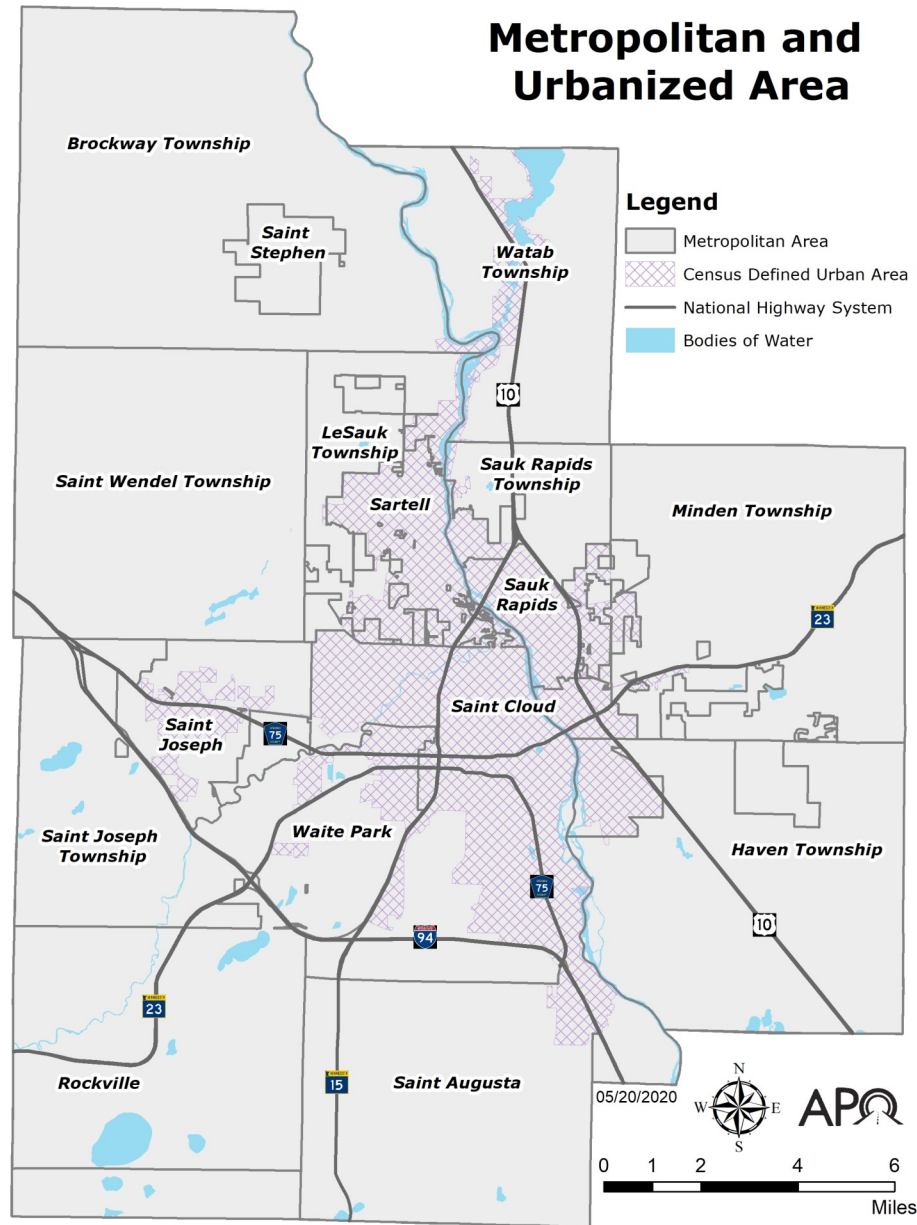 Metropolitan and
Urbanized Area
Brockway Township
Saint
Stephen
Watab
Township
Legend
Metropolitan Area
Census Defined Urban Area
National Highway System
Bodies of Water
10
LeSauk
Township
Saint Wendel Township
Sartell
Sauk Rapids
Township
Minden Township
Sauk
Rapids
23
Saint Cloud
Saint
Joseph
75
Saint Joseph
Township
Waite Park
Haven Township
75
10
94
23
15
Rockville
Saint Augusta
05/20/2020
N
W
E
S
APO
0 1 2 4 6
Miles